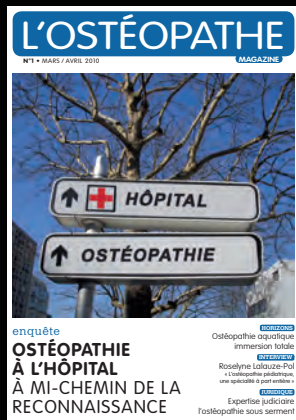 L'OSTÉOPATHE
MAGAZINE
N°1 • MARS / AVRIL 2010
HÔPITAL
OSTÉOPATHIE
enquête
OSTÉOPATHIE
À L'HÔPITAL
À MI-CHEMIN DE LA
RECONNAISSANCE
HORIZONS
Ostéopathie aquatique
immersion totale
INTERVIEW
Roselyne Lalauze-Pol
« L'ostéopathie pédiatrique,
une spécialité à part entière »
JURIDIQUE
Expertise judiciaire
l'ostéopathie sous serment